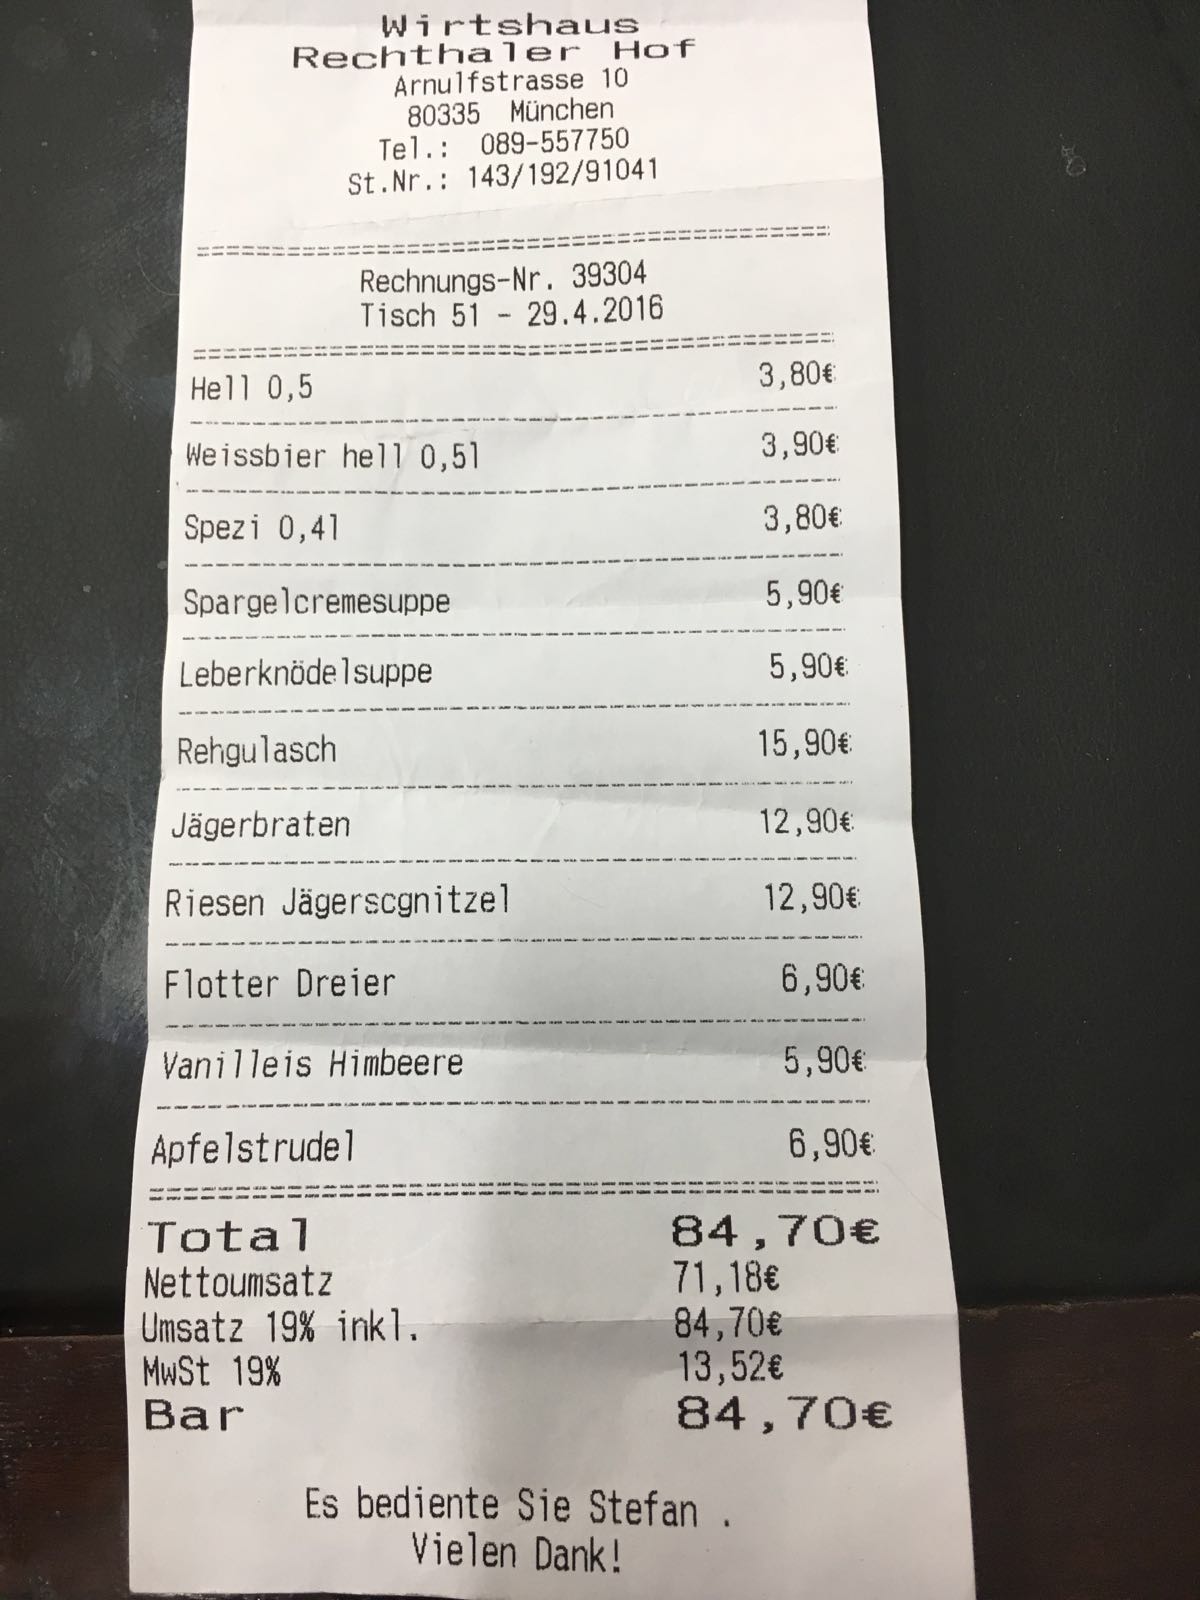 Wirtshaus
Rechthaler Hof
Arnulfstrasse 10
80335 München
Tel.: 089-557750
St.Nr.: 143/192/91041
Rechnungs-Nr. 39304
Tisch 51 - 29.4.2016
Hell 0,5 3,80€
Weissbier hell 0,5l 3,90€
Spezi 0,4l 3,80€
Spargelcremesuppe 5,90€
Leberknödelsuppe 5,90€
Rehgulasch 15,90€
Jägerbraten 12,90€
Riesen Jägerscgnitzel 12,90€
Flotter Dreier 6,90€
Vanilleis Himbeere 5,90€
Apfelstrudel 6,90€
Total 84,70€
Nettoumsatz 71,18€
Umsatz 19% inkl. 84,70€
MwSt 19% 13,52€
Bar 84,70€
Es bediente Sie Stefan .
Vielen Dank!